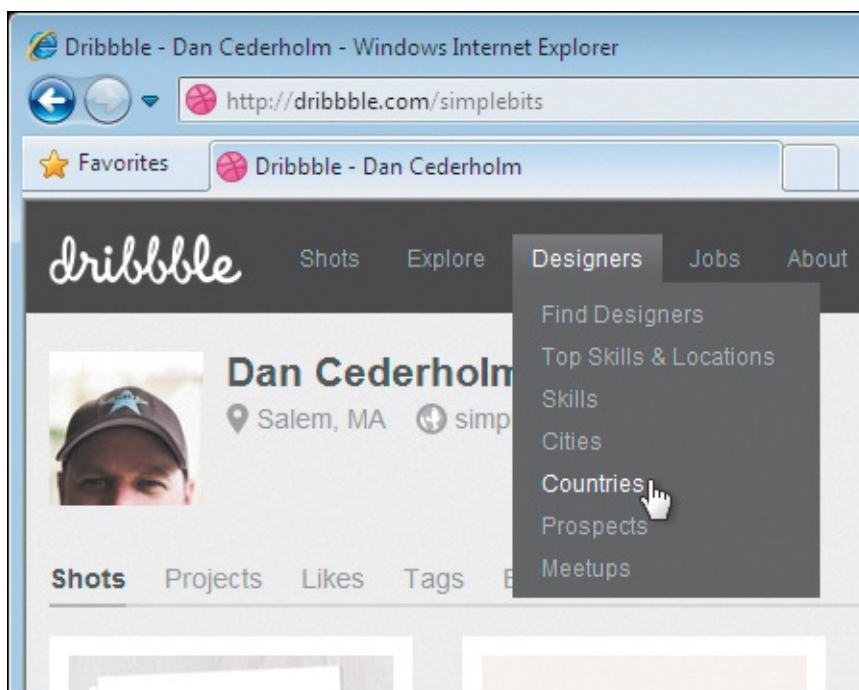 Dribbble - Dan Cederholm - Windows Internet Explorer
http://dribbble.com/simplebits
Favorites Dribbble - Dan Cederholm
dribbble Shots Explore Designers Jobs About
Find Designers
Top Skills & Locations
Skills
Cities
Countries
Prospects
Meetups
Dan Cederholm
Salem, MA simp
Shots Projects Likes Tags